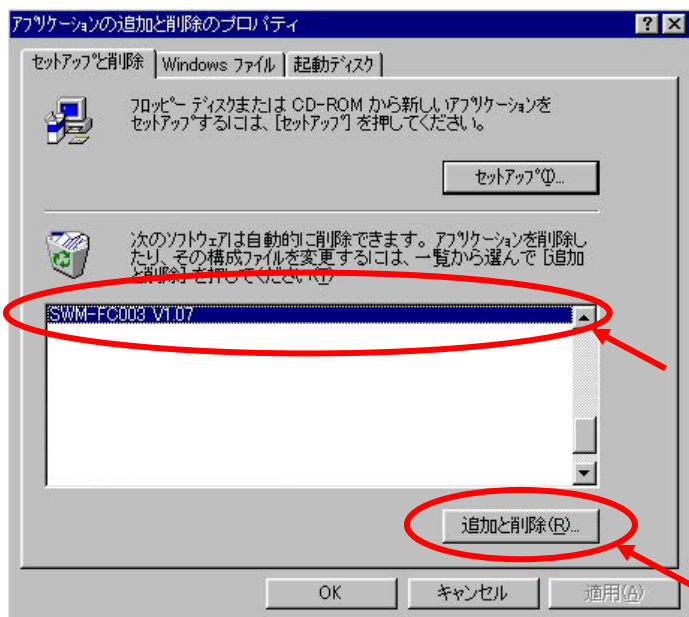 アプリケーションの追加と削除のプロパティ
セットアップと削除 Windows ファイル 起動ディスク
フロッピー ディスクまたは CD-ROM から新しいアプリケーションを
セットアップするには、[セットアップ] を押してください。
セットアップ(I)...
次のソフトウェアは自動的に削除できます。アプリケーションを削除し
たり、その構成ファイルを変更するには、一覧から選んで [追加
と削除] を押してください(T)
SWM-FC003 V1.07
追加と削除(R)...
OK キャンセル 適用(A)